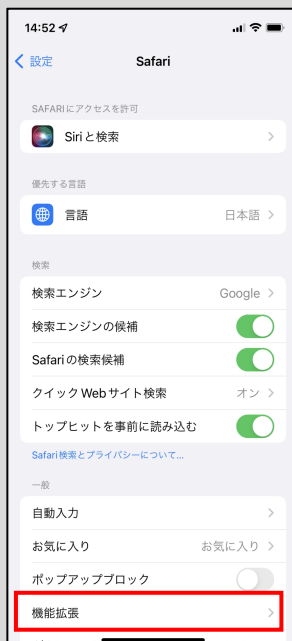 14:52
設定
Safari
SAFARIにアクセスを許可
Siriと検索
優先する言語
言語 日本語
検索
検索エンジン Google
検索エンジンの候補
Safariの検索候補
クイックWebサイト検索 オン
トップヒットを事前に読み込む
Safari検索とプライバシーについて...
一般
自動入力
お気に入り お気に入り
ポップアップブロック
機能拡張